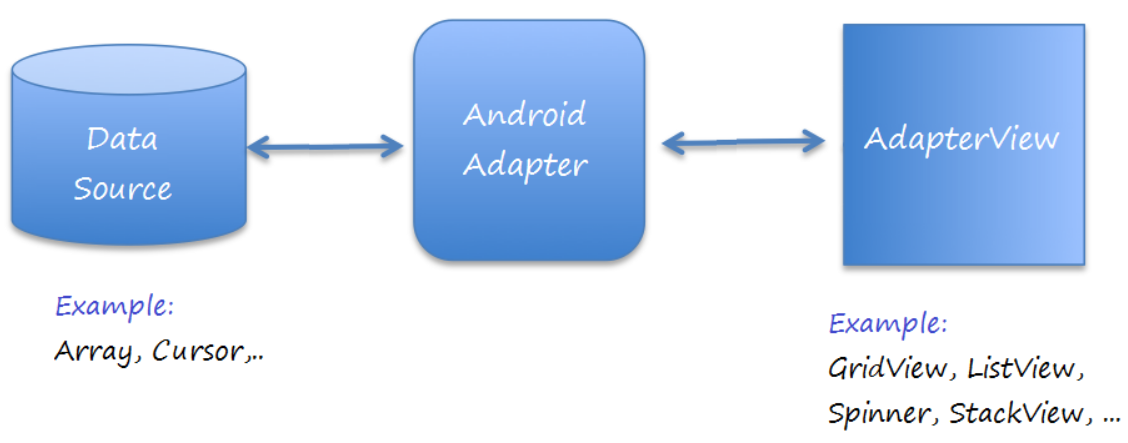 Data
Source
Android
Adapter
AdapterView
Example:
Array, Cursor,..
Example:
GridView, ListView,
Spinner, StackView, ...